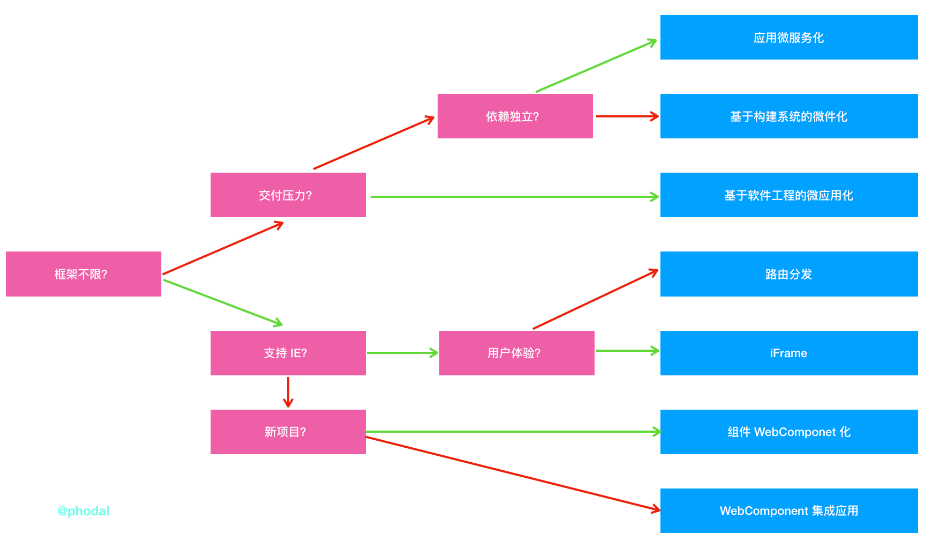 应用微服务化
依赖独立?
基于构建系统的微件化
交付压力?
基于软件工程的微应用化
框架不限?
路由分发
支持 IE?
用户体验?
iFrame
新项目?
组件 WebComponet 化
@phodal
WebComponent 集成应用